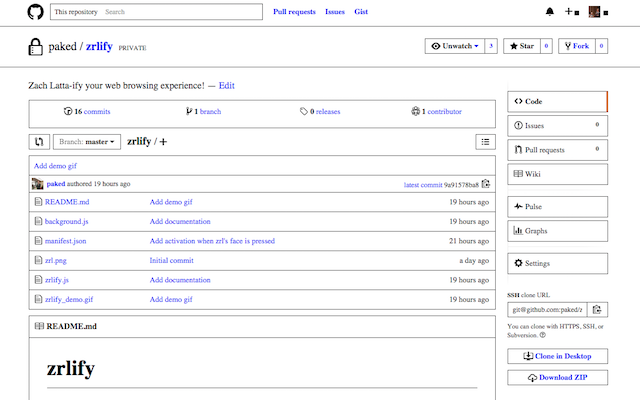 This repository Search Pull requests Issues Gist
paked / zrlify PRIVATE Unwatch 3 Star 0 Fork 0
Zach Latta-ify your web browsing experience! — Edit
16 commits 1 branch 0 releases 1 contributor
Branch: master zrlify / +
Add demo gif
paked authored 19 hours ago latest commit 9a91578ba8
README.md Add demo gif 19 hours ago
background.js Add documentation 19 hours ago
manifest.json Add activation when zrl's face is pressed 21 hours ago
zrl.png Initial commit a day ago
zrlify.js Add documentation 19 hours ago
zrlify_demo.gif Add demo gif 19 hours ago
README.md
zrlify
Code
Issues 0
Pull requests 0
Wiki
Pulse
Graphs
Settings
SSH clone URL
git@github.com:paked/z
You can clone with HTTPS, SSH, or
Subversion.
Clone in Desktop
Download ZIP